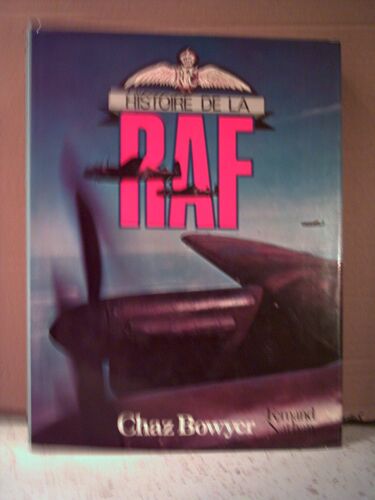 HISTOIRE DE LA
RAF
Chaz Bowyer
Fernand
Nathan